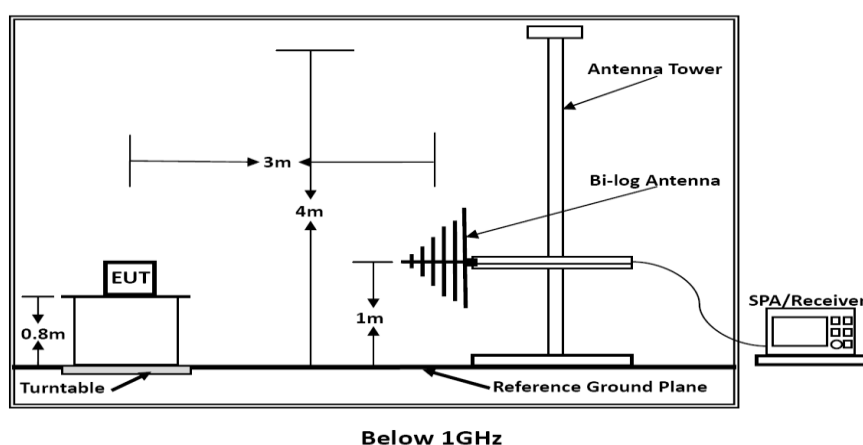 Antenna Tower
3m
Bi-log Antenna
4m
EUT
SPA/Receiver
0.8m
1m
Turntable
Reference Ground Plane
Below 1GHz